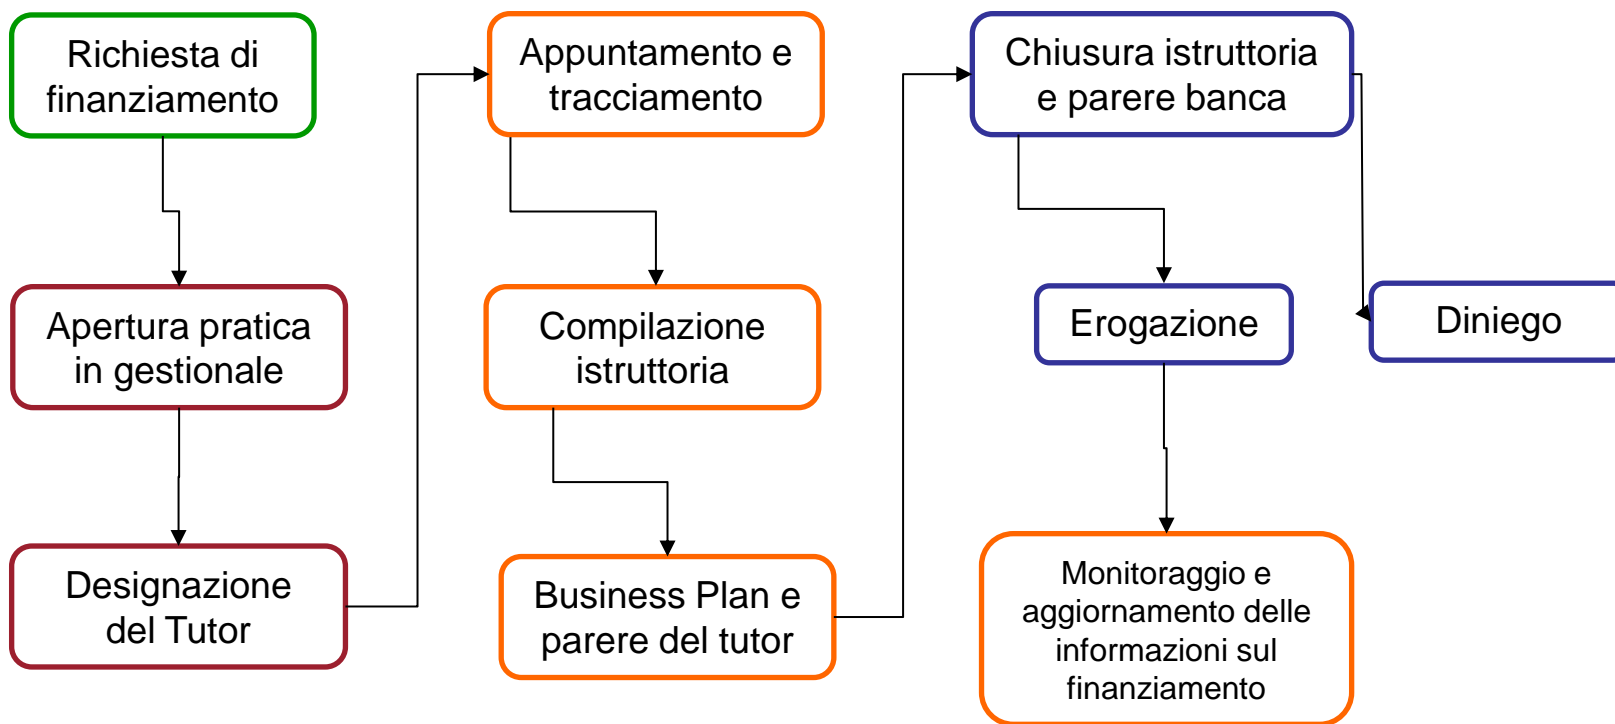 Richiesta di
finanziamento
Apertura pratica
in gestionale
Designazione
del Tutor
Appuntamento e
tracciamento
Compilazione
istruttoria
Business Plan e
parere del tutor
Chiusura istruttoria
e parere banca
Erogazione
Diniego
Monitoraggio e
aggiornamento delle
informazioni sul
finanziamento